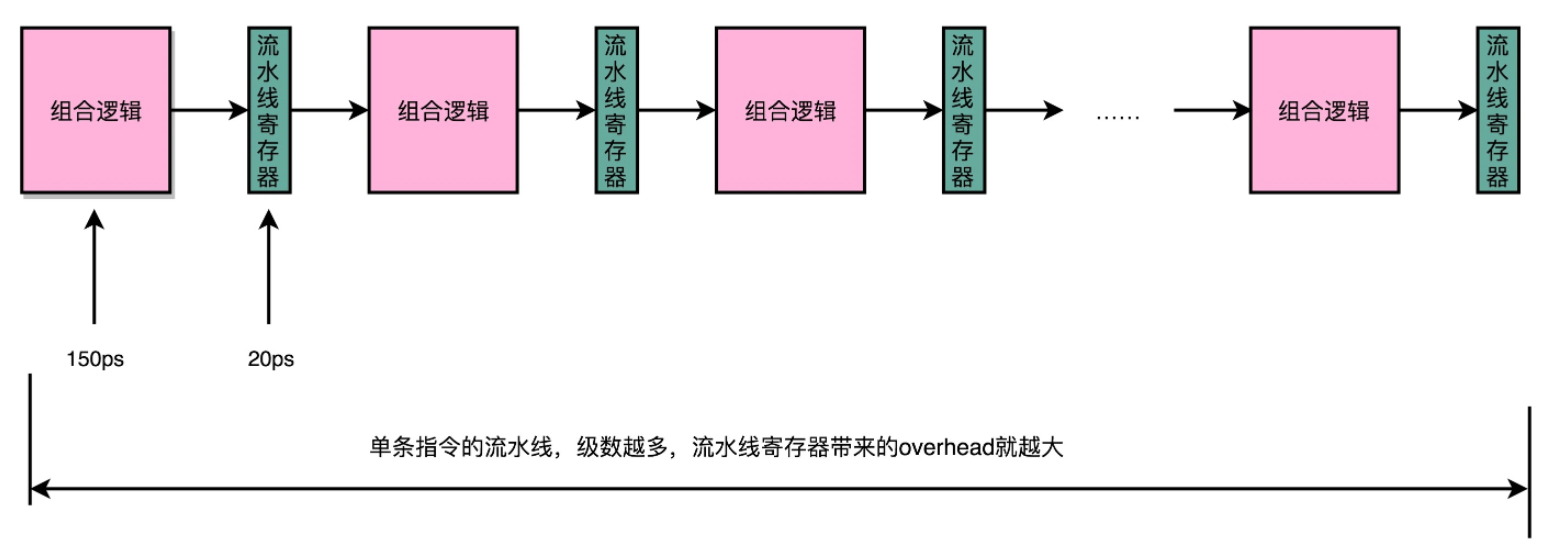 组合逻辑
流水线寄存器
组合逻辑
流水线寄存器
组合逻辑
流水线寄存器
……
组合逻辑
流水线寄存器
150ps
20ps
单条指令的流水线，级数越多，流水线寄存器带来的overhead就越大